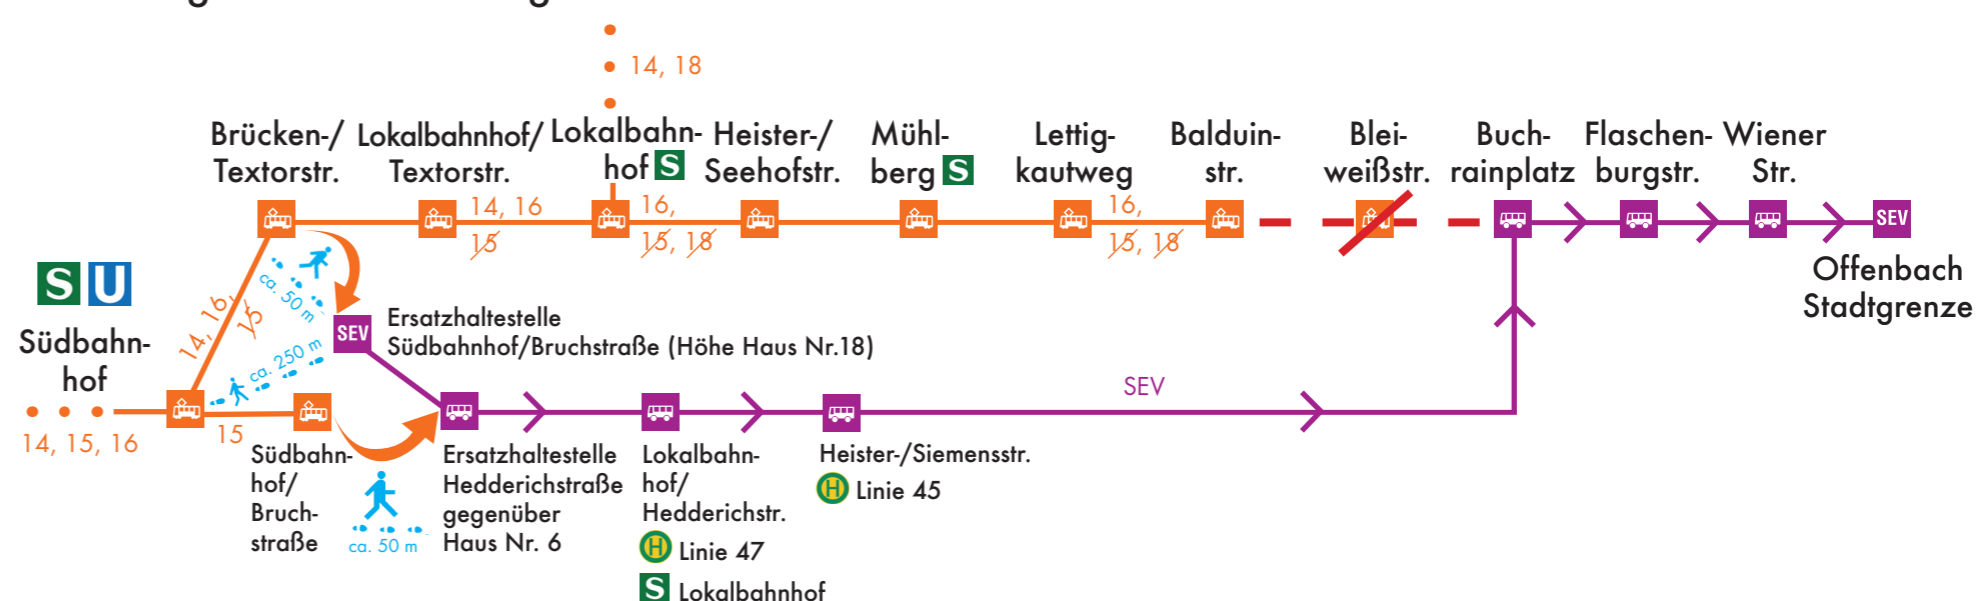 14, 18
Brücken-/
Textorstr.
Lokalbahnhof/
Textorstr.
Lokalbahn-
hof S
Heister-/
Seehofstr.
Mühl-
berg S
Lettig-
kautweg
Balduin-
str.
Blei-
weißstr.
Buch-
rainplatz
Flaschen-
burgstr.
Wiener
Str.
14, 16
15
16,
15, 18
16,
15, 18
SEV
Offenbach
Stadtgrenze
S U
Südbahn-
hof
14, 16,
15
ca. 50 m
ca. 250 m
SEV
Ersatzhaltestelle
Südbahnhof/Bruchstraße (Höhe Haus Nr.18)
SEV
14, 15, 16
15
Südbahn-
hof/
Bruch-
straße
ca. 50 m
Ersatzhaltestelle
Hedderichstraße
gegenüber
Haus Nr. 6
Lokalbahn-
hof/
Hedderichstr.
H Linie 47
S Lokalbahnhof
Heister-/Siemensstr.
H Linie 45